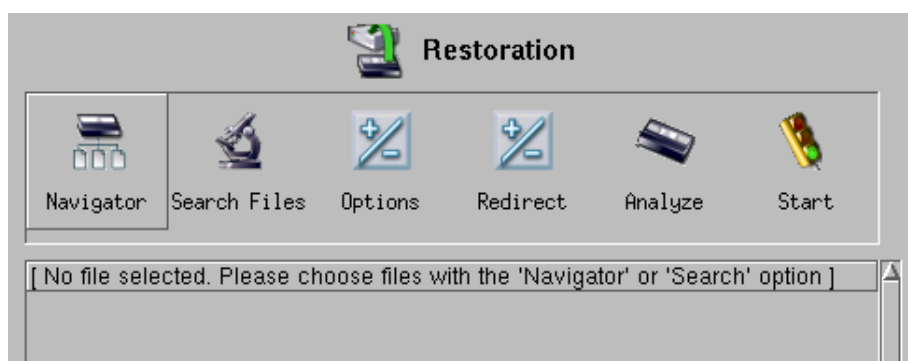 Restoration
Navigator Search Files Options Redirect Analyze Start
[ No file selected. Please choose files with the 'Navigator' or 'Search' option ]